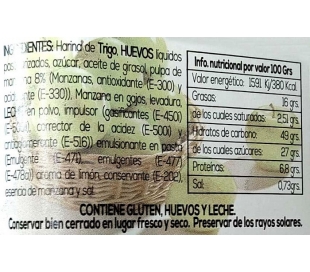 INGREDIENTES: Harina de Trigo, HUEVOS líquidos
pasteurizados, azúcar, aceite de girasol, pulpa de
manzana 8% (Manzanas, antioxidante (E-300) y
(E-330)), Manzana en gajos, levadura,
LECHE en polvo, impulsor (gasificantes (E-450)
corrector de la acidez (E-500)
(E-516)) emulsionante en pasta
(Emulgente (E-471), emulgentes (E-477)
aroma de limón, conservante (E-202),
esencia de manzana y sal.
CONTIENE GLUTEN, HUEVOS Y LECHE.
Conservar bien cerrado en lugar fresco y seco. Preservar de los rayos solares.
Info. nutricional por valor 100 Grs
Valor energético: 1591 Kj/380 Kcal
Grasas: 16 grs.
de los cuales saturadas: 2,51 grs
Hidratos de carbono: 49 grs
de los cuales azúcares: 27 grs.
Proteínas: 6,8 grs.
Sal: 0,73grs.